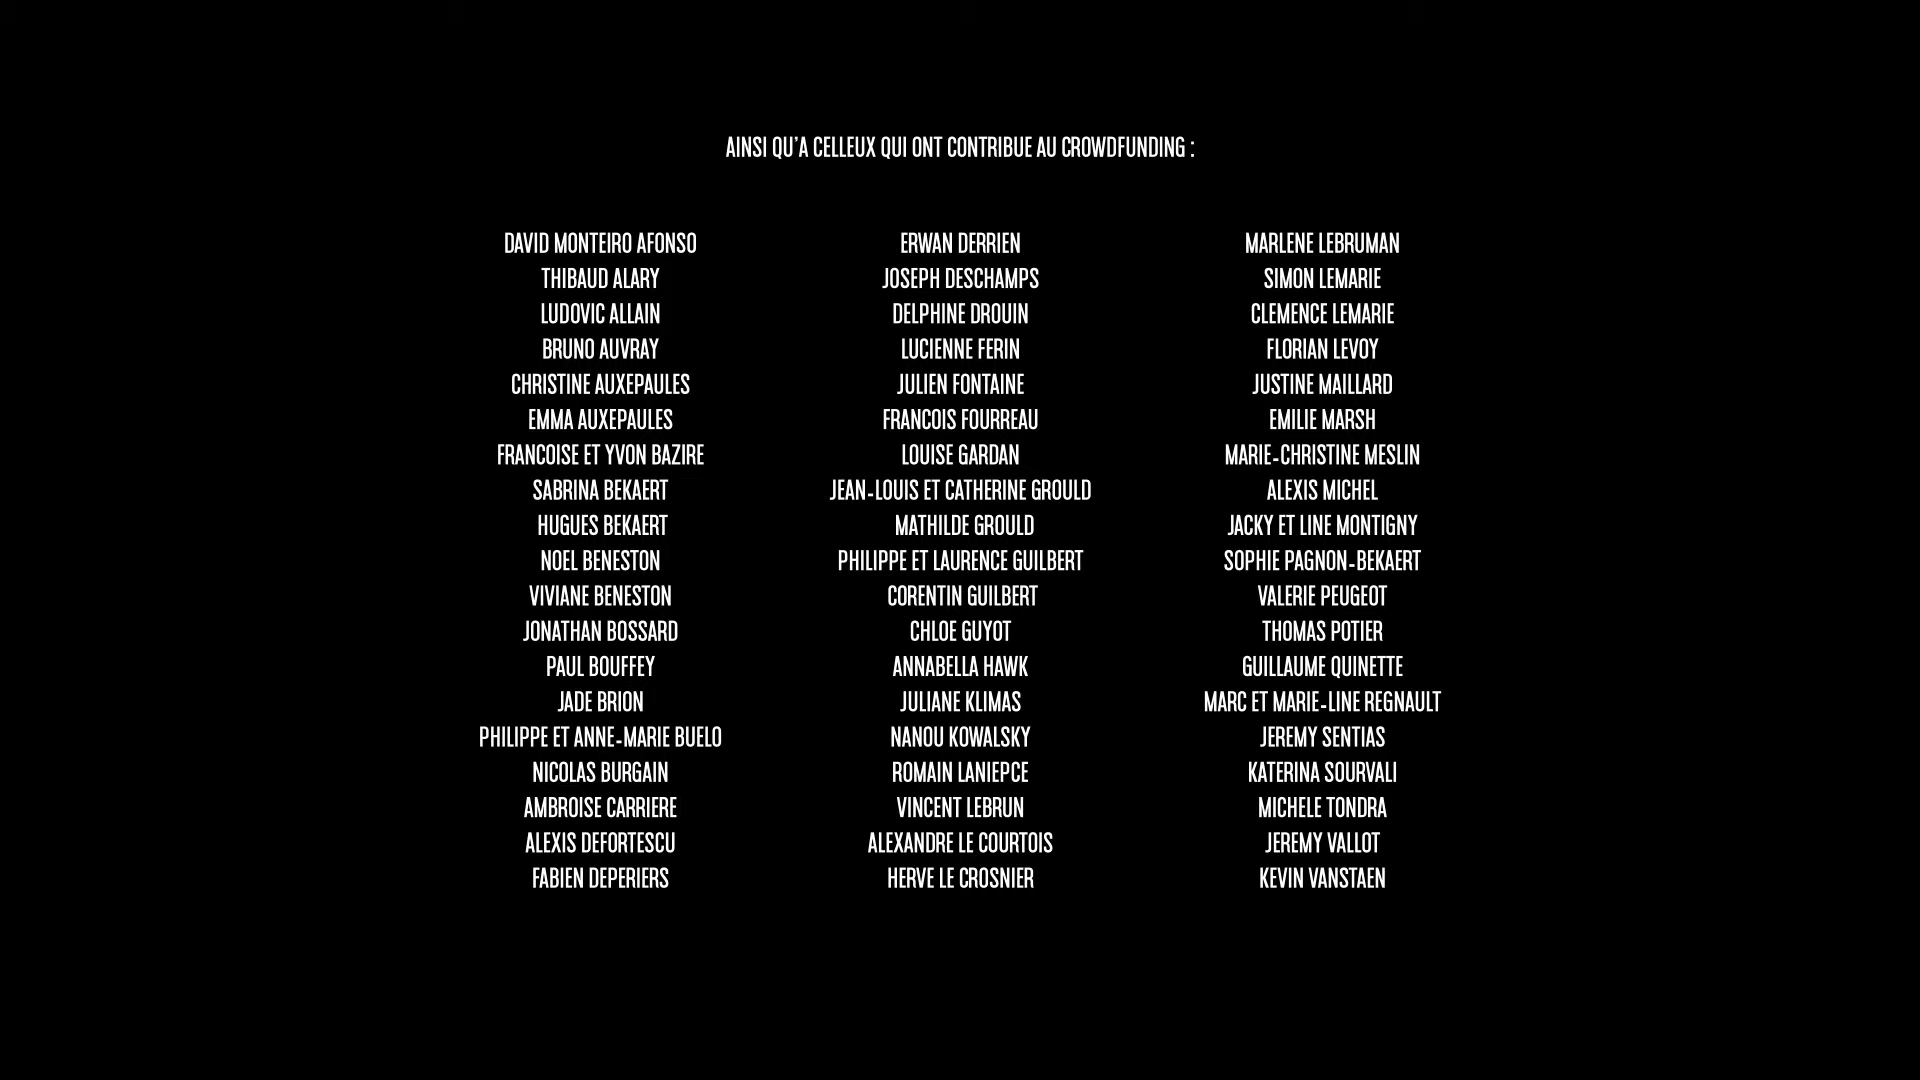 AINSI QU'A CELLEUX QUI ONT CONTRIBUE AU CROWDFUNDING :
DAVID MONTEIRO AFONSO
THIBAUD ALARY
LUDOVIC ALLAIN
BRUNO AUVRAY
CHRISTINE AUXEPAULES
EMMA AUXEPAULES
FRANCOISE ET YVON BAZIRE
SABRINA BEKAERT
HUGUES BEKAERT
NOEL BENESTON
VIVIANE BENESTON
JONATHAN BOSSARD
PAUL BOUFFEY
JADE BRION
PHILIPPE ET ANNE-MARIE BUELO
NICOLAS BURGAIN
AMBROISE CARRIERE
ALEXIS DEFORTESCU
FABIEN DEPERIERS
ERWAN DERRIEN
JOSEPH DESCHAMPS
DELPHINE DROUIN
LUCIENNE FERIN
JULIEN FONTAINE
FRANCOIS FOURREAU
LOUISE GARDAN
JEAN-LOUIS ET CATHERINE GROULD
MATHILDE GROULD
PHILIPPE ET LAURENCE GUILBERT
CORENTIN GUILBERT
CHLOE GUYOT
ANNABELLA HAWK
JULIANE KLIMAS
NANOU KOWALSKY
ROMAIN LANIEPCE
VINCENT LEBRUN
ALEXANDRE LE COURTOIS
HERVE LE CROSNIER
MARLENE LEBRUMAN
SIMON LEMARIE
CLEMENCE LEMARIE
FLORIAN LEVOY
JUSTINE MAILLARD
EMILIE MARSH
MARIE-CHRISTINE MESLIN
ALEXIS MICHEL
JACKY ET LINE MONTIGNY
SOPHIE PAGNON-BEKAERT
VALERIE PEUGEOT
THOMAS POTIER
GUILLAUME QUINETTE
MARC ET MARIE-LINE REGNAULT
JEREMY SENTIAS
KATERINA SOURVALI
MICHELE TONDRA
JEREMY VALLOT
KEVIN VANSTAEN